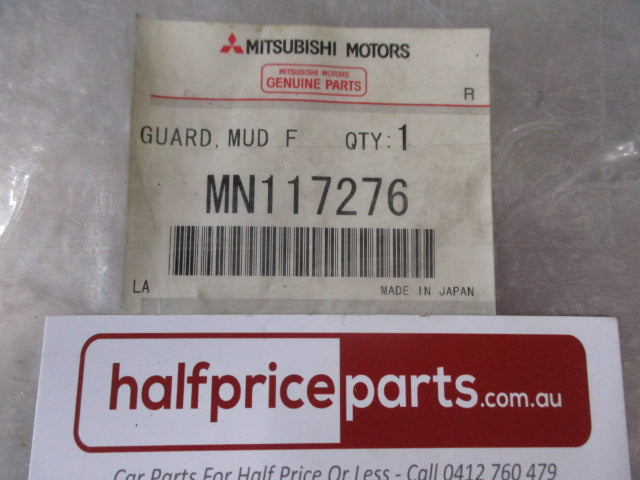 MITSUBISHI MOTORS
MITSUBISHI MOTORS
GENUINE PARTS
R
GUARD, MUD F QTY:1
MN117276
LA MADE IN JAPAN
halfpriceparts.com.au
Car Parts For Half Price Or Less - Call 0412 760 479